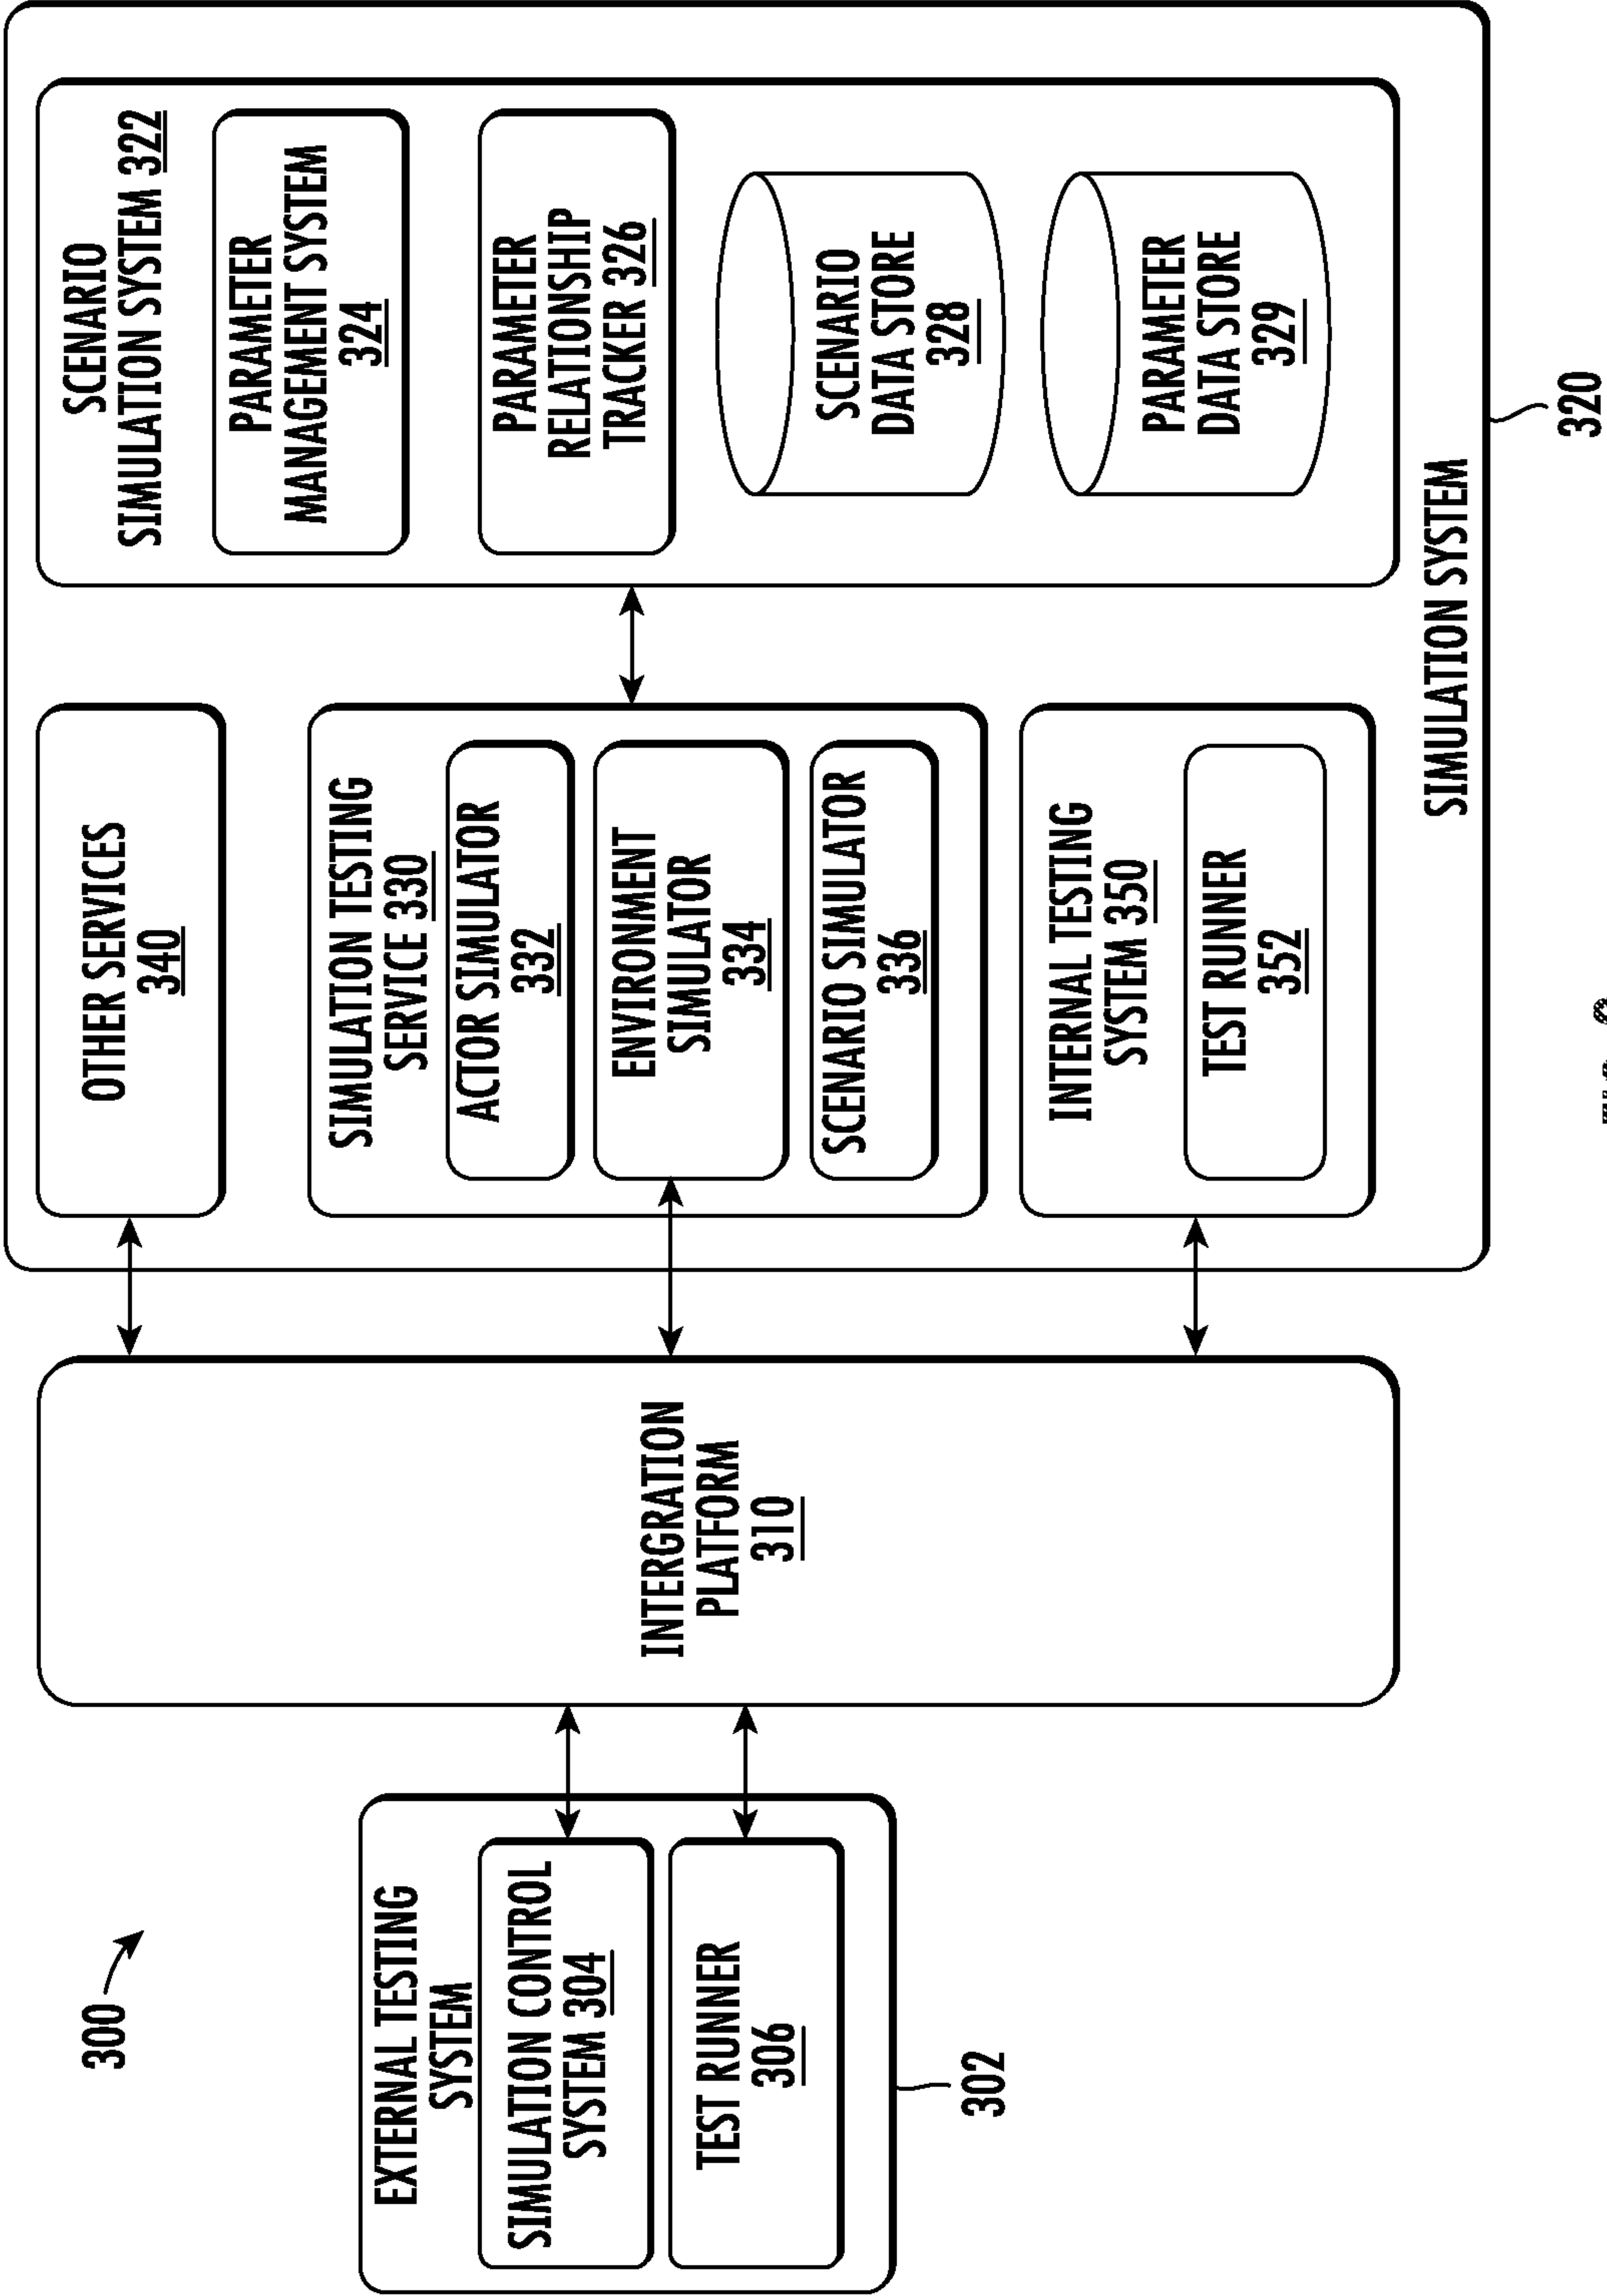 300
EXTERNAL TESTING
SYSTEM
SIMULATION CONTROL
SYSTEM 304
TEST RUNNER
306
302
INTERGRATION
PLATFORM
310
OTHER SERVICES
340
SIMULATION TESTING
SERVICE 330
ACTOR SIMULATOR
332
ENVIRONMENT
SIMULATOR
334
SCENARIO SIMULATOR
336
INTERNAL TESTING
SYSTEM 350
TEST RUNNER
352
SCENARIO
SIMULATION SYSTEM 322
PARAMETER
MANAGEMENT SYSTEM
324
PARAMETER
RELATIONSHIP
TRACKER 326
SCENARIO
DATA STORE
328
PARAMETER
DATA STORE
329
SIMULATION SYSTEM
320